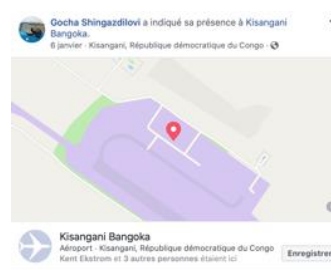 Gocha Shingazdilovi a indiqué sa présence à Kisangani
Bangoka.
6 janvier · Kisangani, République démocratique du Congo ·
Kisangani Bangoka
Aéroport · Kisangani, République démocratique du Congo
Kent Ekstrom et 3 autres personnes étaient ici
Enregistrer